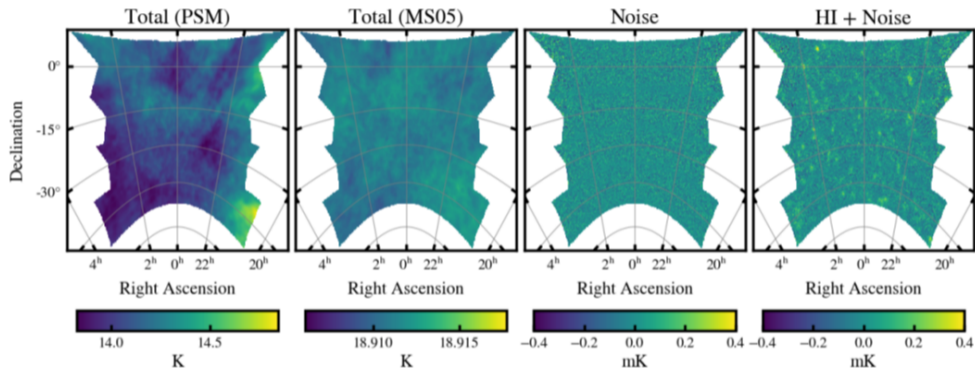 Total (PSM) Total (MS05) Noise HI + Noise
Declination
0°
-15°
-30°
4h 2h 0h 22h 20h 4h 2h 0h 22h 20h 4h 2h 0h 22h 20h 4h 2h 0h 22h 20h
Right Ascension Right Ascension Right Ascension Right Ascension
14.0 14.5 18.910 18.915 −0.4 −0.2 0.0 0.2 0.4 −0.4 −0.2 0.0 0.2 0.4
K K mK mK